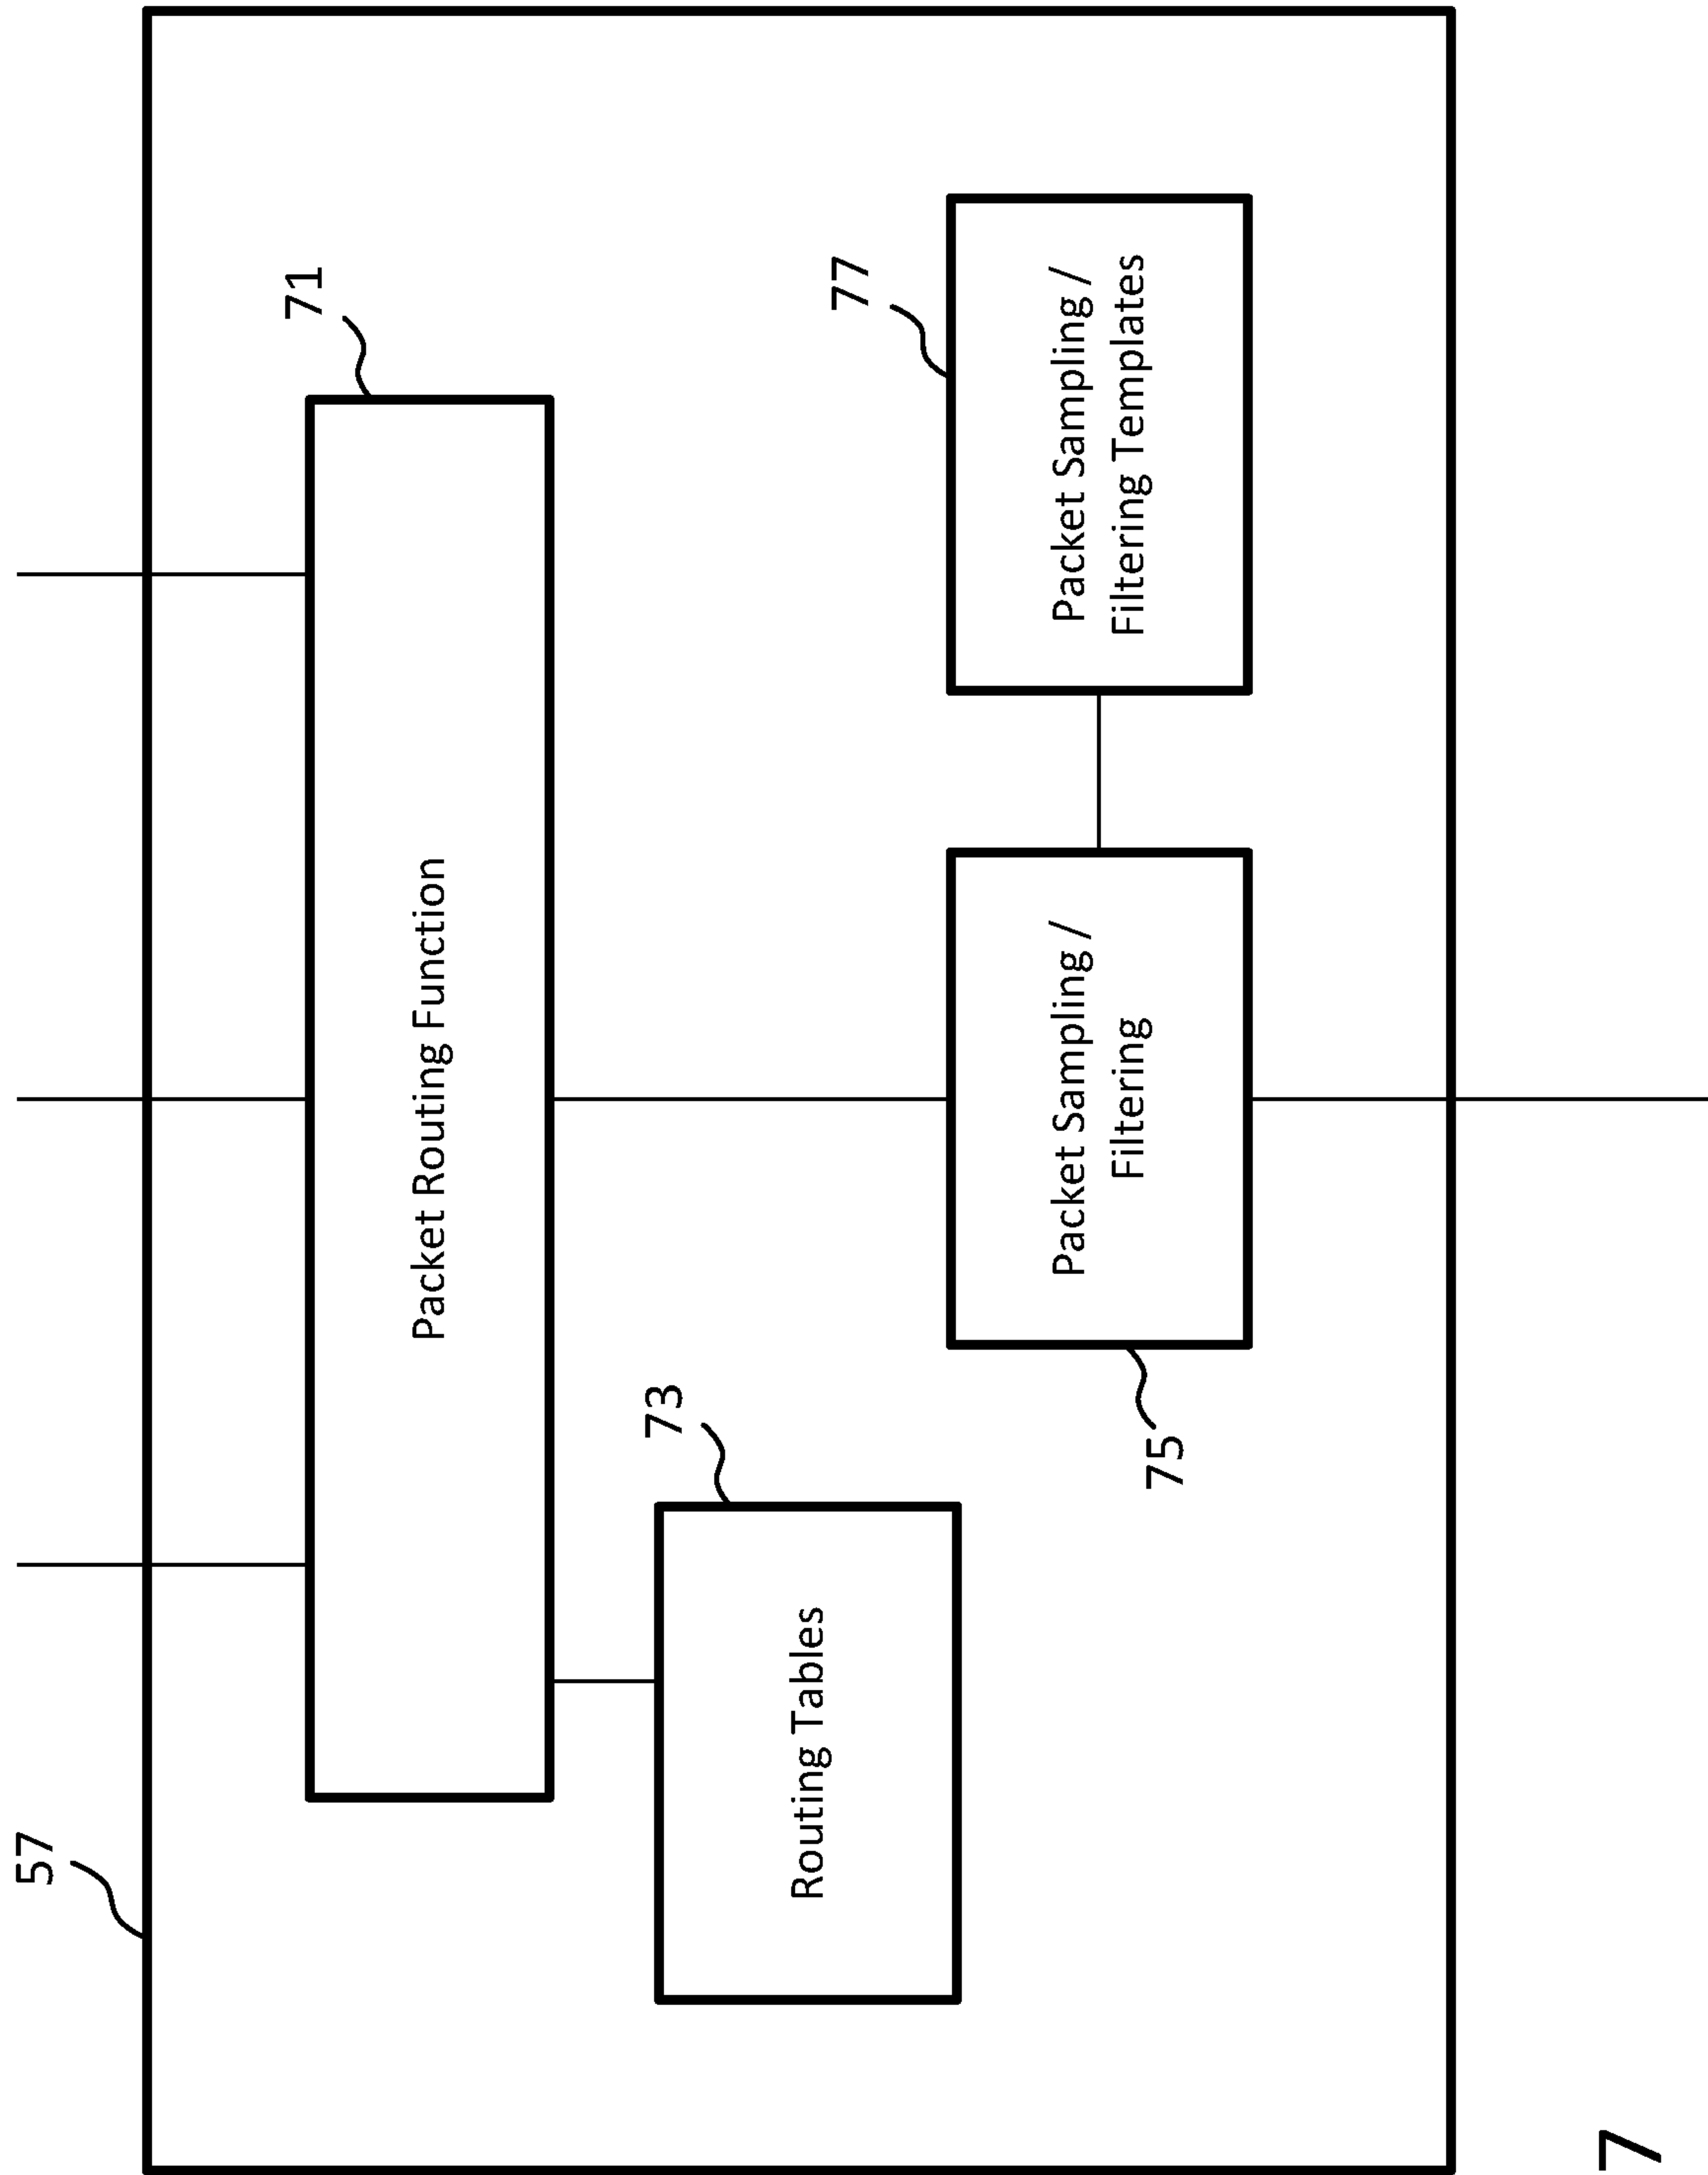 57
71
Packet Routing Function
73
Routing Tables
77
Packet Sampling /
Filtering
75
Packet Sampling /
Filtering Templates
7